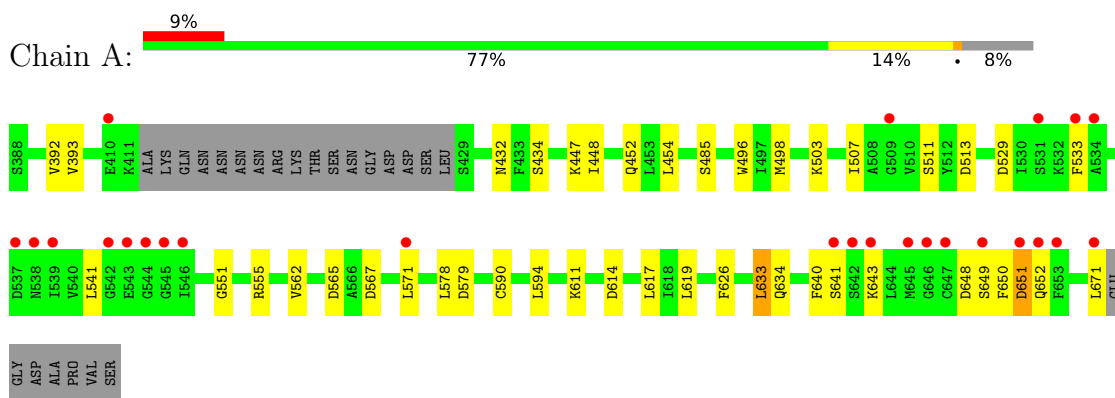 9%
Chain A:
77% 14% • 8%
S388 V392 V393 E410 K411 ALA LYS GLN ASN ASN ASN ASN ARG LYS THR SER ASN GLY ASP ASP SER LEU S429 N432 F433 S434 K447 I448 Q452 L453 L454 S485 W496 I497 M498 K503 I507 A508 G509 V510 S511 Y512 D513 D529 I530 S531 K532 F533 A534
D537 N538 I539 V540 L541 G542 E543 G544 G545 I546 G551 R555 V562 D565 A566 D567 L571 L578 D579 C590 L594 K611 D614 L617 I618 L619 F626 L633 Q634 F640 S641 S642 K643 L644 M645 G646 C647 D648 S649 F650 D651 Q652 F653 L671 GLU
GLY ASP ALA PRO VAL SER